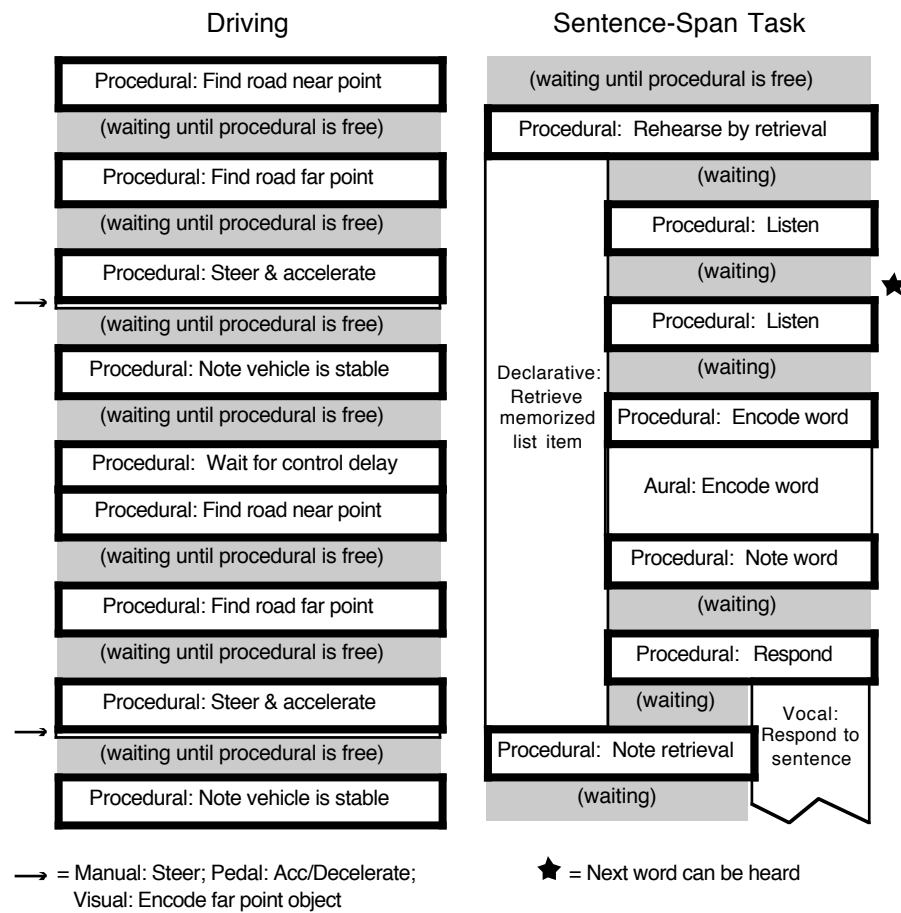 Driving
Procedural: Find road near point
(waiting until procedural is free)
Procedural: Find road far point
(waiting until procedural is free)
Procedural: Steer & accelerate
(waiting until procedural is free)
Procedural: Note vehicle is stable
(waiting until procedural is free)
Procedural: Wait for control delay
Procedural: Find road near point
(waiting until procedural is free)
Procedural: Find road far point
(waiting until procedural is free)
Procedural: Steer & accelerate
(waiting until procedural is free)
Procedural: Note vehicle is stable
Sentence-Span Task
(waiting until procedural is free)
Procedural: Rehearse by retrieval
(waiting)
Procedural: Listen
(waiting)
Procedural: Listen
(waiting)
Declarative:
Retrieve
memorized
list item
Procedural: Encode word
Aural: Encode word
Procedural: Note word
(waiting)
Procedural: Respond
(waiting)
Vocal:
Respond to
sentence
Procedural: Note retrieval
(waiting)
→ = Manual: Steer; Pedal: Acc/Decelerate;
Visual: Encode far point object
★ = Next word can be heard